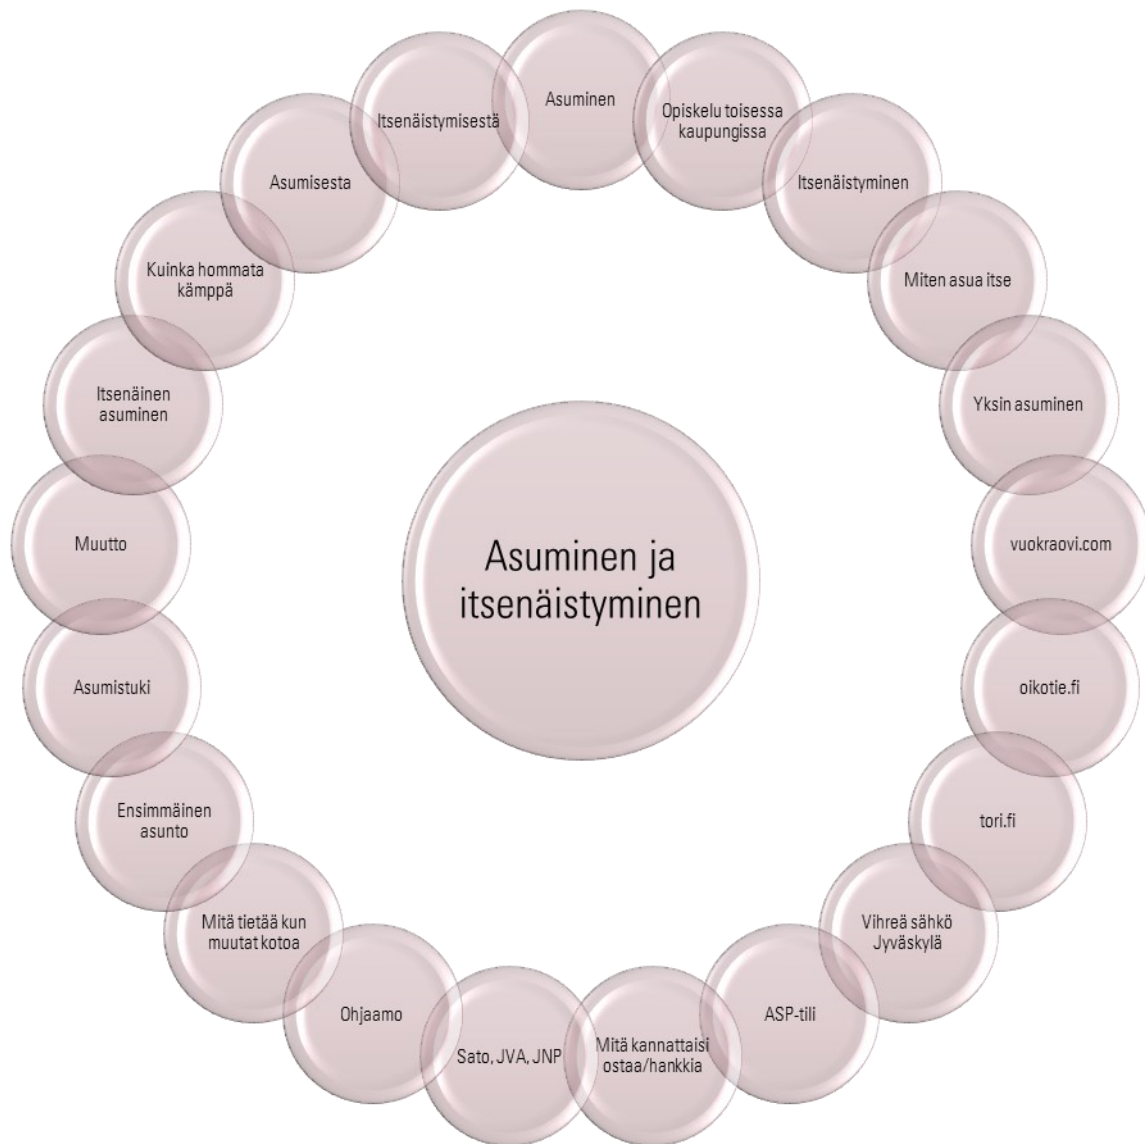 Asuminen
Opiskelu toisessa
kaupungissa
Itsenäistyminen
Miten asua itse
Yksin asuminen
vuokraovi.com
oikotie.fi
tori.fi
Vihreä sähkö
Jyväskylä
ASP-tili
Mitä kannattaisi
ostaa/hankkia
Sato, JVA, JNP
Ohjaamo
Mitä tietää kun
muutat kotoa
Ensimmäinen
asunto
Asumistuki
Muutto
Itsenäinen
asuminen
Kuinka hommata
kämppä
Asumisesta
Itsenäistymisestä
Asuminen ja
itsenäistyminen